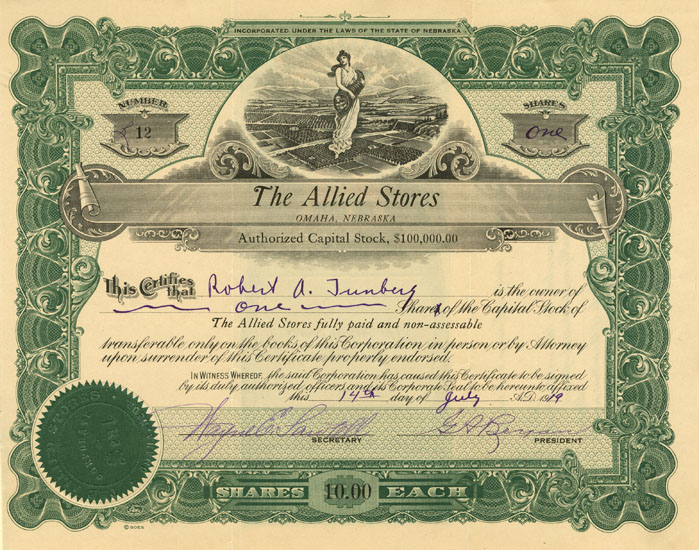 INCORPORATED UNDER THE LAWS OF THE STATE OF NEBRASKA
NUMBER
12
SHARES
One
The Allied Stores
OMAHA, NEBRASKA
Authorized Capital Stock, $100,000.00
This Certifies that Robert A. Tunberg is the owner of
one Share of the Capital Stock of
The Allied Stores fully paid and non-assessable
transferable only on the books of this Corporation in person or by Attorney
upon surrender of this Certificate properly endorsed.
IN WITNESS WHEREOF, the said Corporation has caused this Certificate to be signed
by its duly authorized officers and its Corporate Seal to be hereunto affixed
this 14th day of July A.D. 1919
Wayne E.
SECRETARY
PRESIDENT
SHARES 10.00 EACH
© GOES